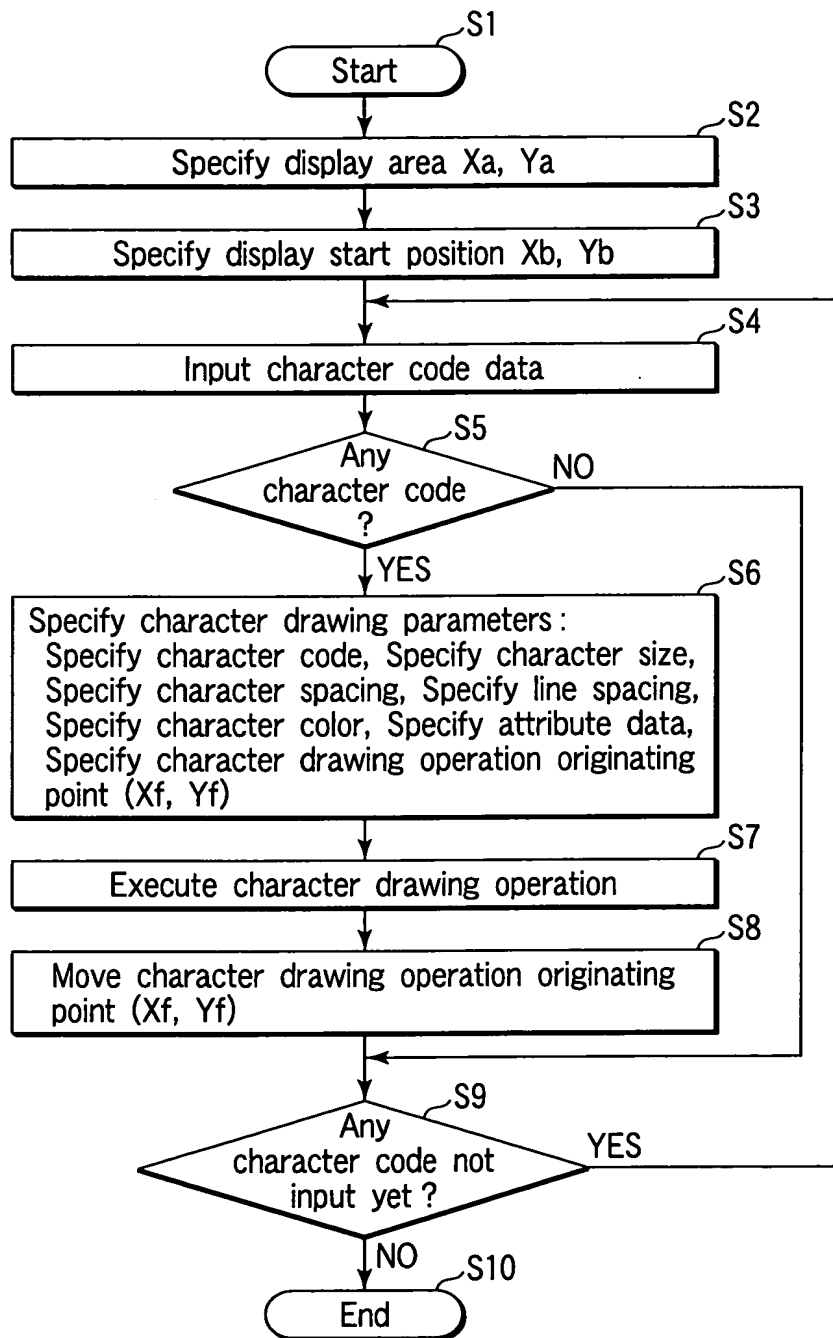 S1
Start
S2
Specify display area Xa, Ya
S3
Specify display start position Xb, Yb
S4
Input character code data
S5
Any
character code
?
NO
YES
S6
Specify character drawing parameters :
Specify character code, Specify character size,
Specify character spacing, Specify line spacing,
Specify character color, Specify attribute data,
Specify character drawing operation originating
point (Xf, Yf)
S7
Execute character drawing operation
S8
Move character drawing operation originating
point (Xf, Yf)
S9
Any
character code not
input yet ?
YES
NO
S10
End